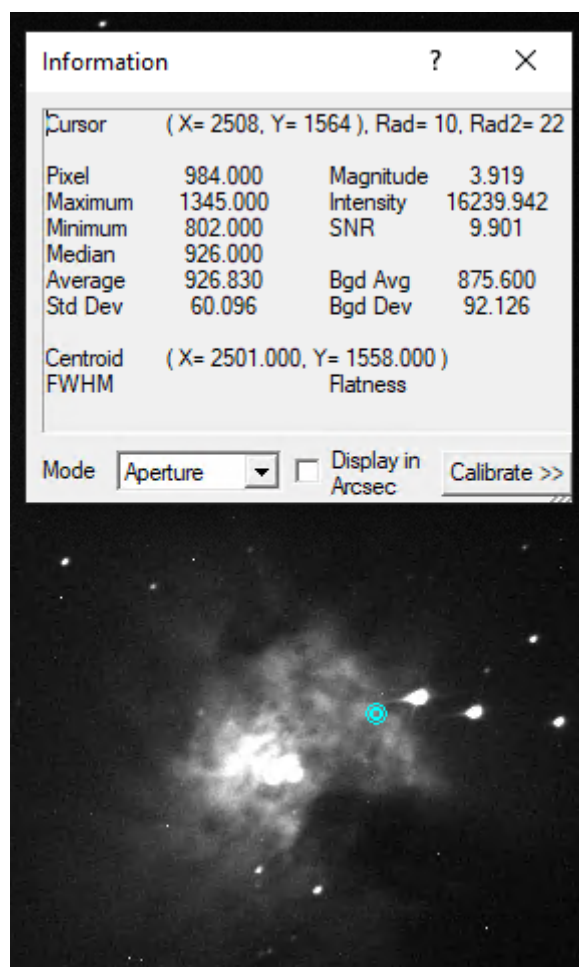 Information ? ×
Cursor ( X= 2508, Y= 1564 ), Rad= 10, Rad2= 22
Pixel 984.000 Magnitude 3.919
Maximum 1345.000 Intensity 16239.942
Minimum 802.000 SNR 9.901
Median 926.000
Average 926.830 Bgd Avg 875.600
Std Dev 60.096 Bgd Dev 92.126
Centroid ( X= 2501.000, Y= 1558.000 )
FWHM Flatness
Mode Aperture Display in Arcsec Calibrate >>